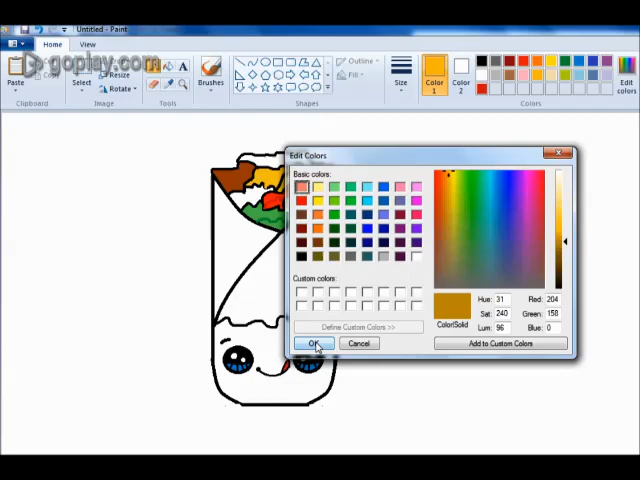 Untitled - Paint
Home
View
goplay.com
Paste
Copy
Select
Resize
Rotate
A
Brushes
Outline
Fill
Size
Color
1
Color
2
Edit
colors
Clipboard
Image
Tools
Shapes
Colors
Edit Colors
Basic colors:
Custom colors:
Define Custom Colors >>
OK
Cancel
Color|Solid
Hue: 31
Sat: 240
Lum: 96
Red: 204
Green: 158
Blue: 0
Add to Custom Colors